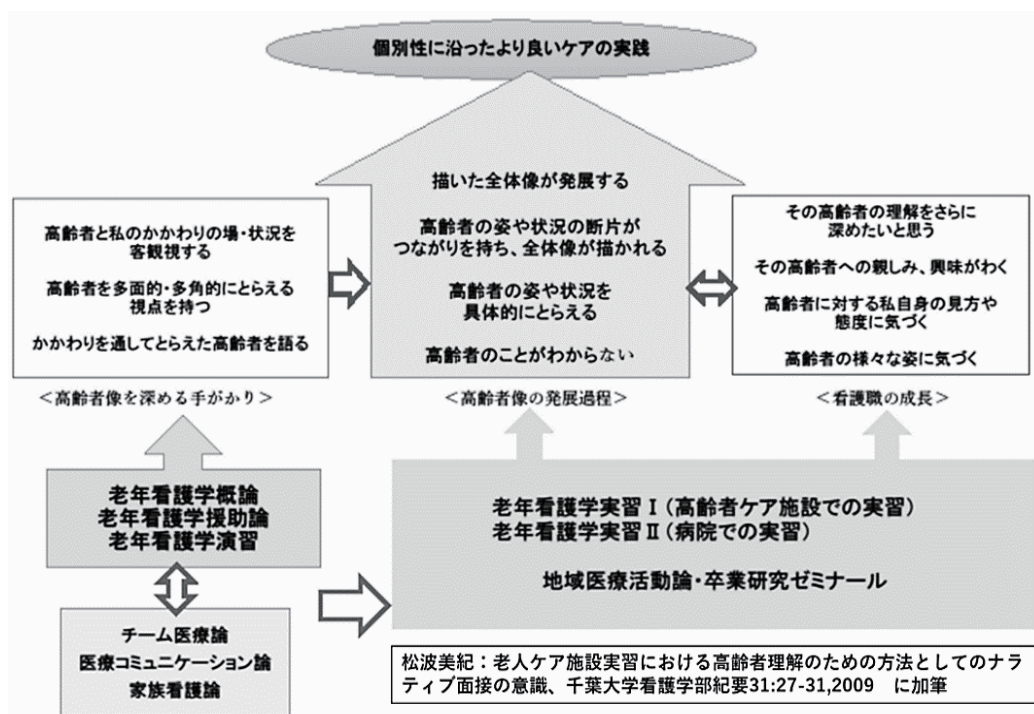 個別性に沿ったより良いケアの実践
描いた全体像が発展する
高齢者の姿や状況の断片が
つながりを持ち、全体像が描かれる
高齢者の姿や状況を
具体的にとらえる
高齢者のことがわからない
高齢者と私のかかわりの場・状況を
客観視する
高齢者を多面的・多角的にとらえる
視点を持つ
かかわりを通してとらえた高齢者を語る
その高齢者の理解をさらに
深めたいと思う
その高齢者への親しみ、興味がわく
高齢者に対する私自身の見方や
態度に気づく
高齢者の様々な姿に気づく
＜高齢者像を深める手がかり＞
＜高齢者像の発展過程＞
＜看護職の成長＞
老年看護学概論
老年看護学援助論
老年看護学演習
老年看護学実習Ⅰ（高齢者ケア施設での実習）
老年看護学実習Ⅱ（病院での実習）
地域医療活動論・卒業研究ゼミナール
チーム医療論
医療コミュニケーション論
家族看護論
松波美紀：老人ケア施設実習における高齢者理解のための方法としてのナラ
ティブ面接の意識、千葉大学看護学部紀要31:27-31,2009　に加筆